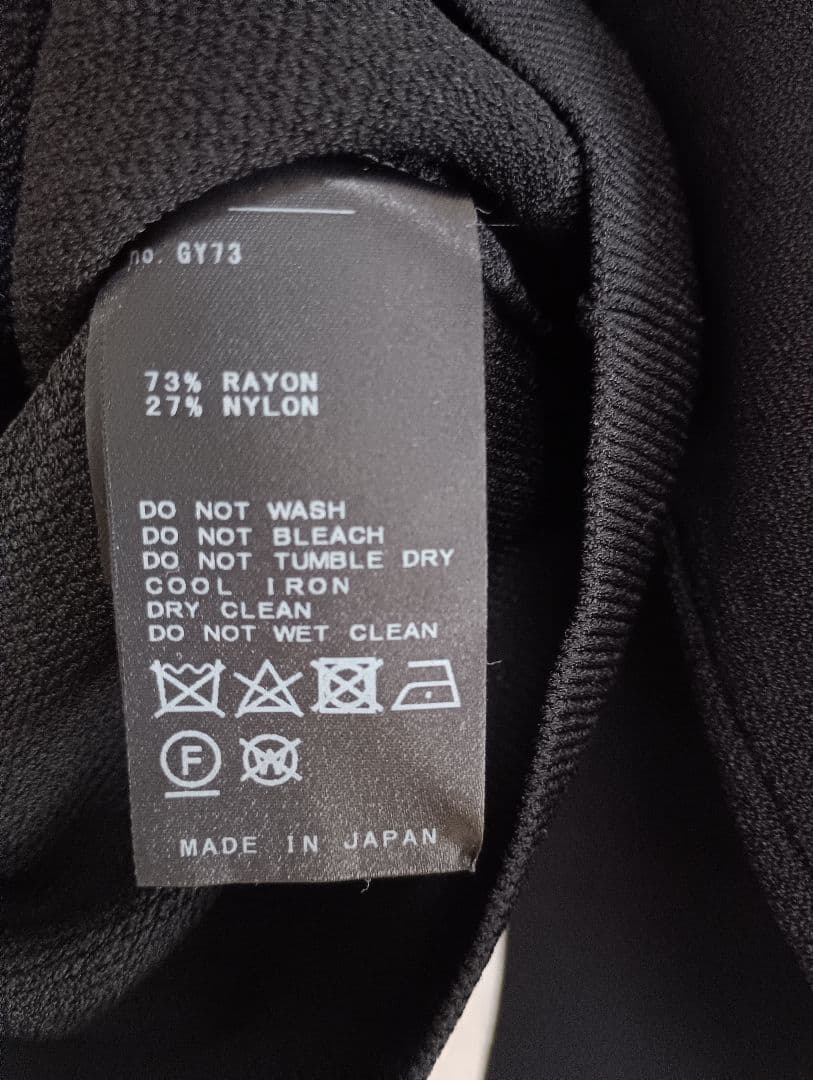 no. GY73
73% RAYON
27% NYLON
DO NOT WASH
DO NOT BLEACH
DO NOT TUMBLE DRY
COOL IRON
DRY CLEAN
DO NOT WET CLEAN
F W
MADE IN JAPAN